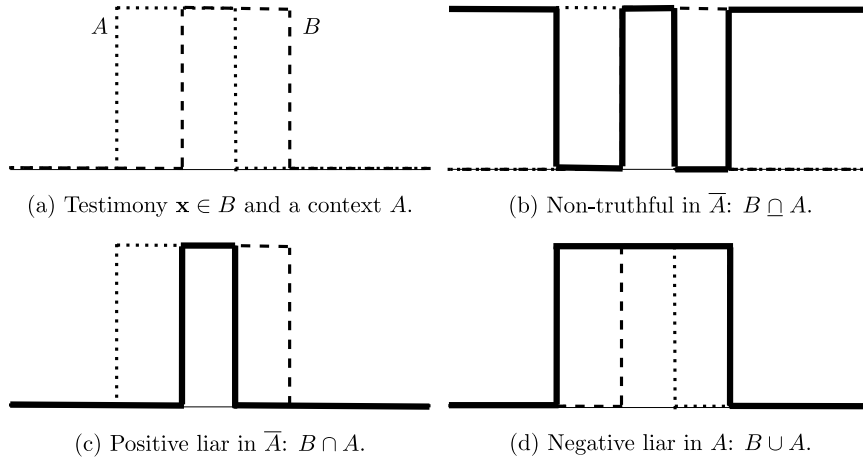 A
B
(a) Testimony x ∈ B and a context A.
(b) Non-truthful in A̅: B ∩̲ A.
(c) Positive liar in A̅: B ∩ A.
(d) Negative liar in A: B ∪ A.